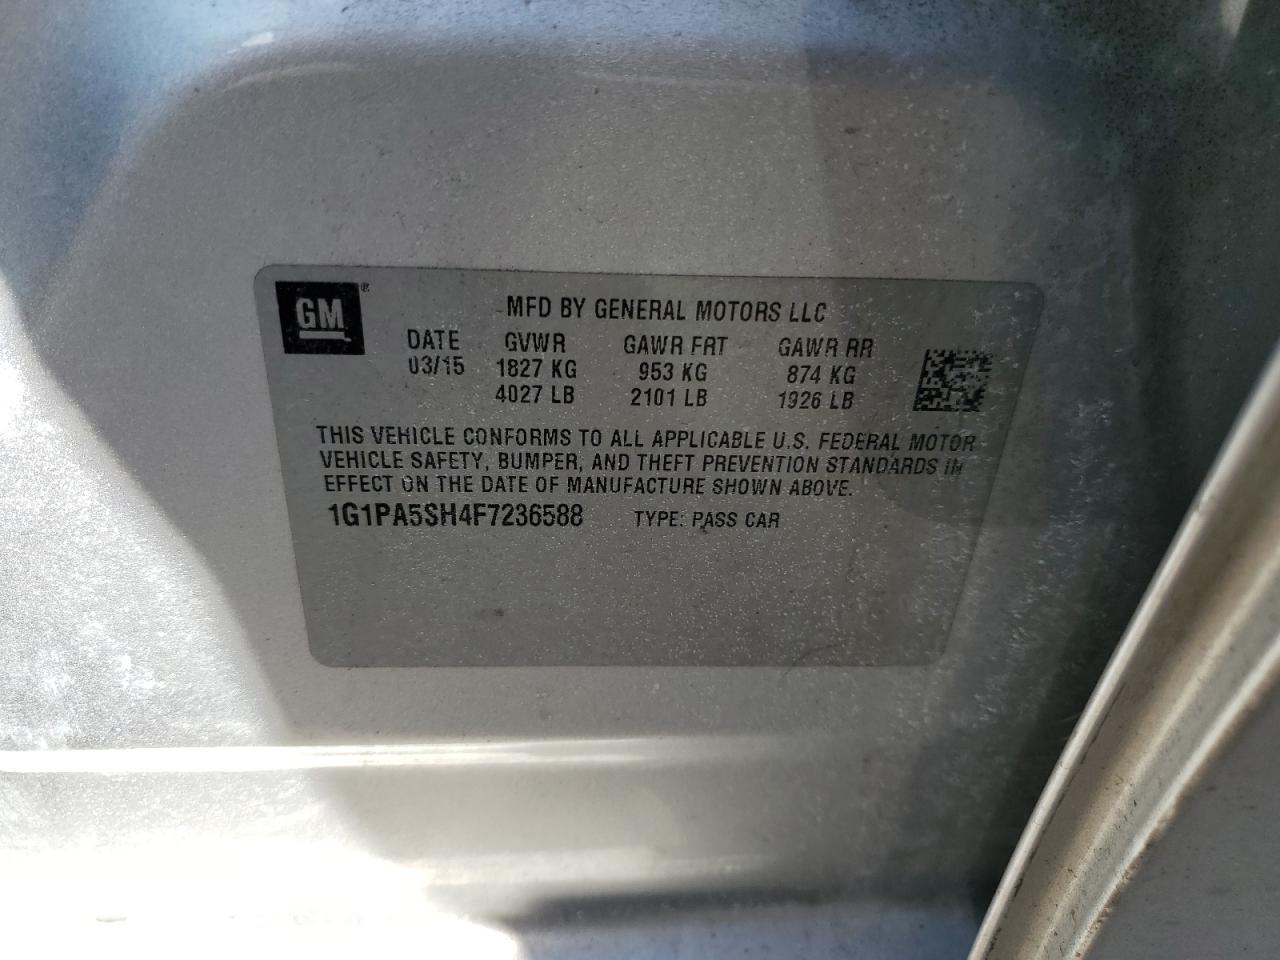 GM®
MFD BY GENERAL MOTORS LLC
DATE GVWR GAWR FRT GAWR RR
03/15 1827 KG 953 KG 874 KG
4027 LB 2101 LB 1926 LB
THIS VEHICLE CONFORMS TO ALL APPLICABLE U.S. FEDERAL MOTOR
VEHICLE SAFETY, BUMPER, AND THEFT PREVENTION STANDARDS IN
EFFECT ON THE DATE OF MANUFACTURE SHOWN ABOVE.
1G1PA5SH4F7236588 TYPE: PASS CAR